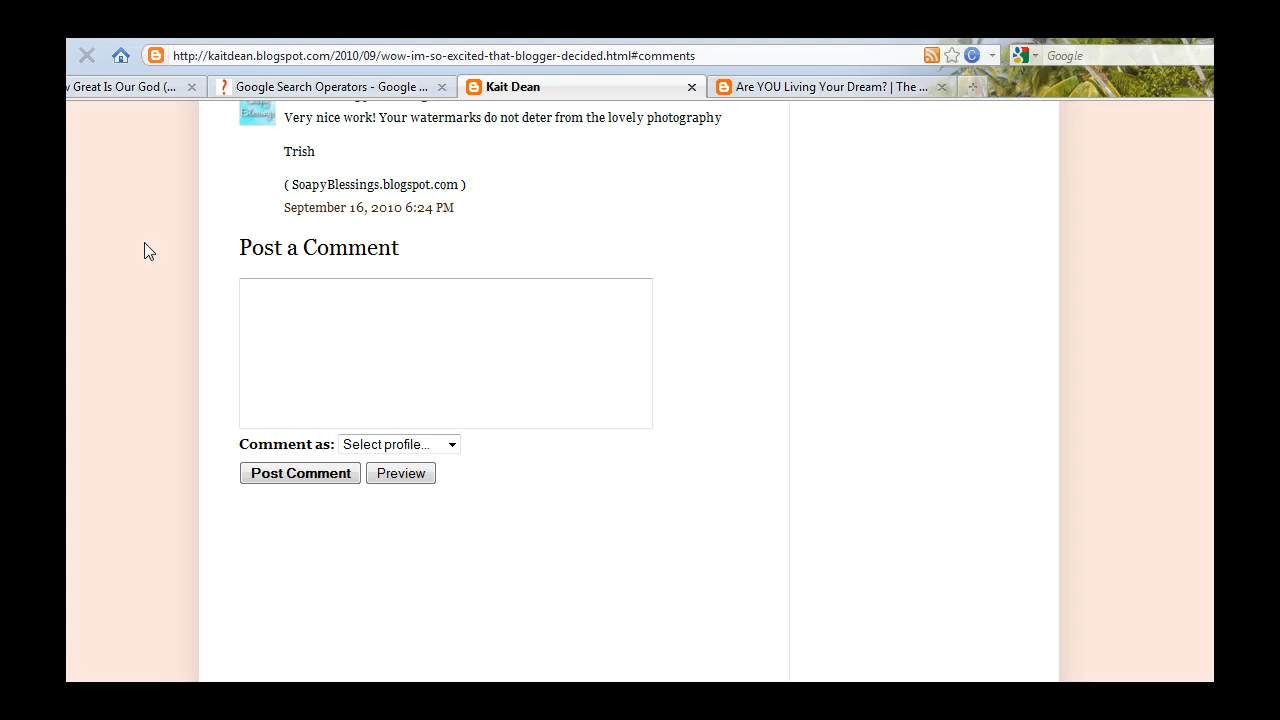 http://kaitdean.blogspot.com/2010/09/wow-im-so-excited-that-blogger-decided.html#comments
Google
Great Is Our God (...
Google Search Operators - Google ...
Kait Dean
Are YOU Living Your Dream? | The ...
Very nice work! Your watermarks do not deter from the lovely photography
Trish
( SoapyBlessings.blogspot.com )
September 16, 2010 6:24 PM
Post a Comment
Comment as: Select profile...
Post Comment Preview